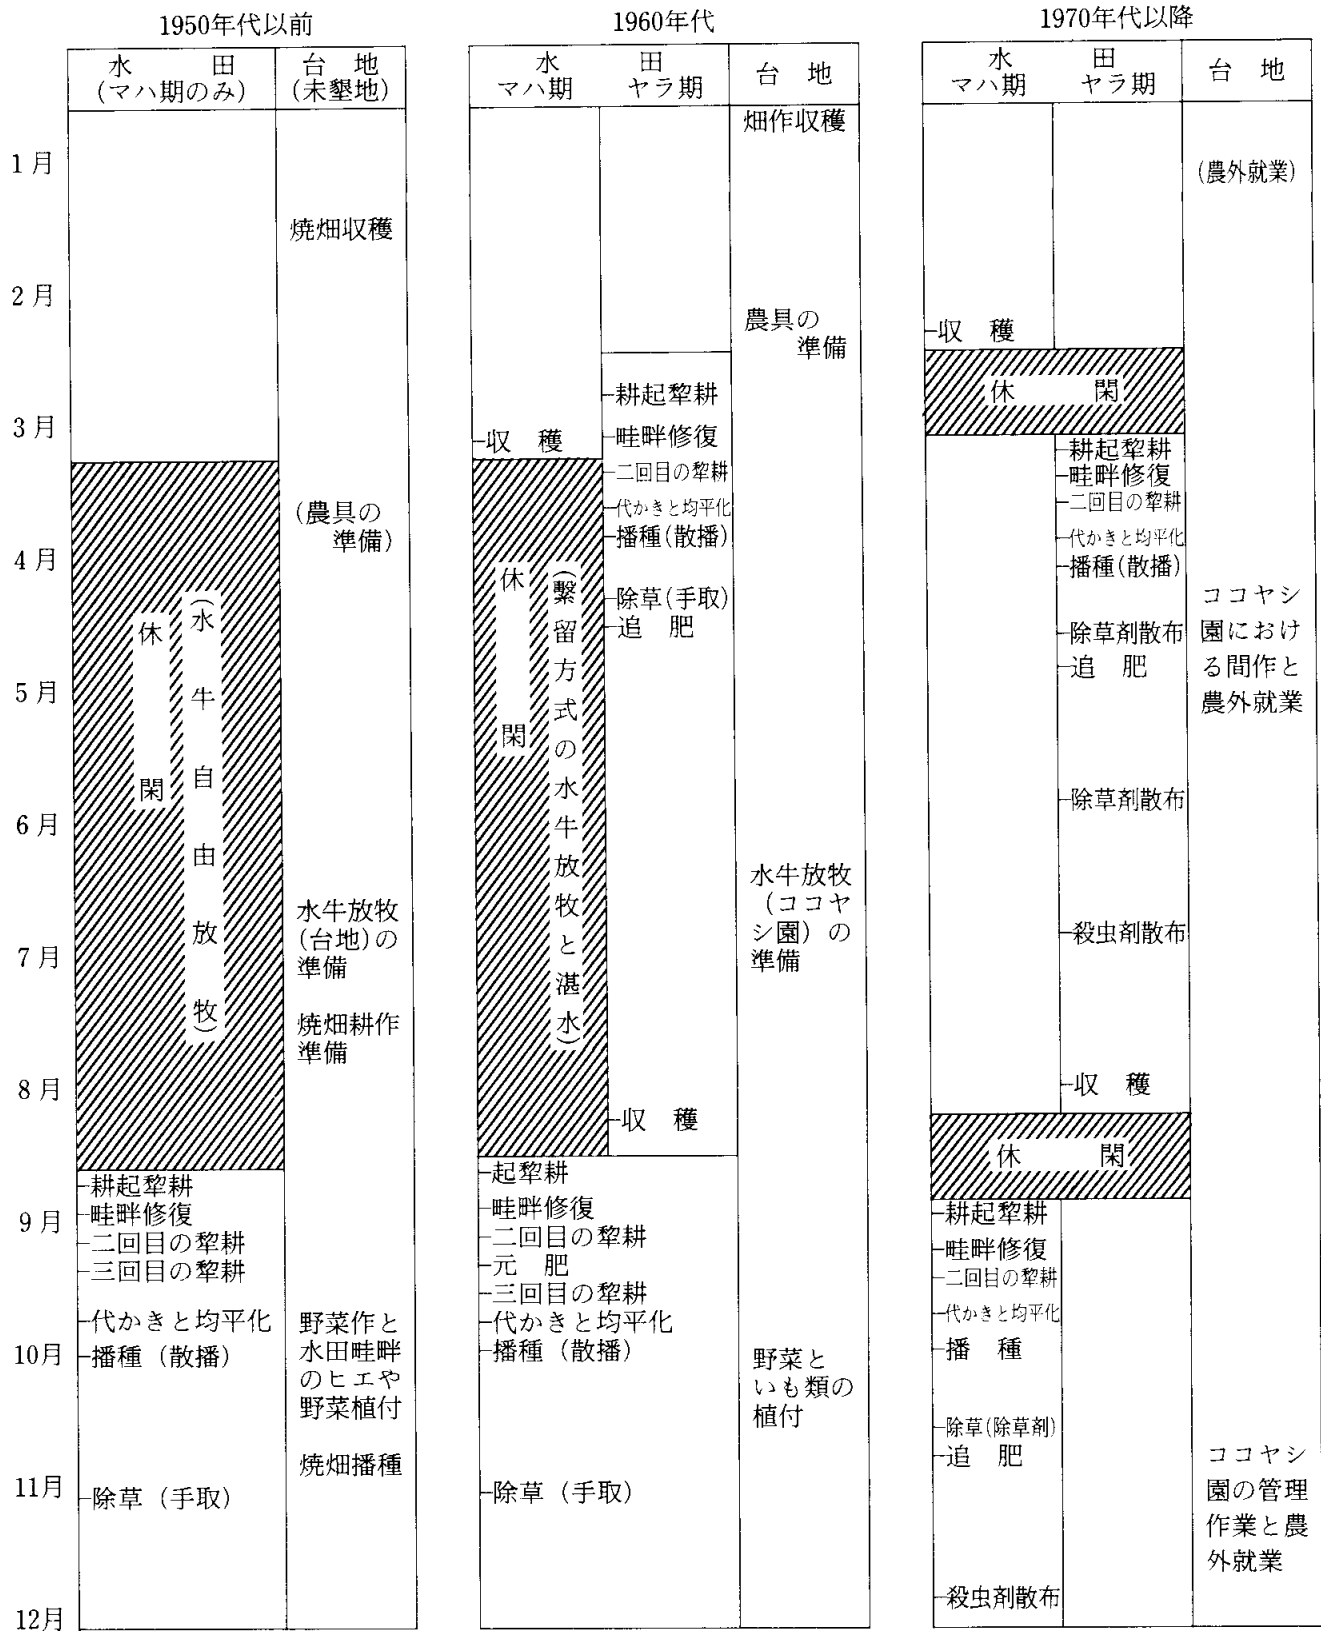 1950年代以前
水 田
(マハ期のみ)
台 地
(未墾地)
1月
2月
3月
4月
5月
6月
7月
8月
9月
10月
11月
12月
休 閑
(水牛自由放牧)
耕起犂耕
畦畔修復
二回目の犂耕
三回目の犂耕
代かきと均平化
播種(散播)
除草(手取)
焼畑収穫
(農具の
準備)
水牛放牧
(台地)の
準備
焼畑耕作
準備
野菜作と
水田畦畔
のヒエや
野菜植付
焼畑播種
1960年代
水 田
マハ期 ヤラ期
台 地
収 穫
休 閑
(繋留方式の水牛放牧と湛水)
起犂耕
畦畔修復
二回目の犂耕
元 肥
三回目の犂耕
代かきと均平化
播種(散播)
除草(手取)
耕起犂耕
畦畔修復
二回目の犂耕
代かきと均平化
播種(散播)
除草(手取)
追 肥
収 穫
畑作収穫
農具の
準備
水牛放牧
(ココヤ
シ園)の
準備
野菜と
いも類の
植付
1970年代以降
水 田
マハ期 ヤラ期
台 地
収 穫
休 閑
耕起犂耕
畦畔修復
二回目の犂耕
代かきと均平化
播種(散播)
除草剤散布
追 肥
除草剤散布
殺虫剤散布
収 穫
休 閑
耕起犂耕
畦畔修復
二回目の犂耕
代かきと均平化
播 種
除草(除草剤)
追 肥
殺虫剤散布
(農外就業)
ココヤシ
園におけ
る間作と
農外就業
ココヤシ
園の管理
作業と農
外就業